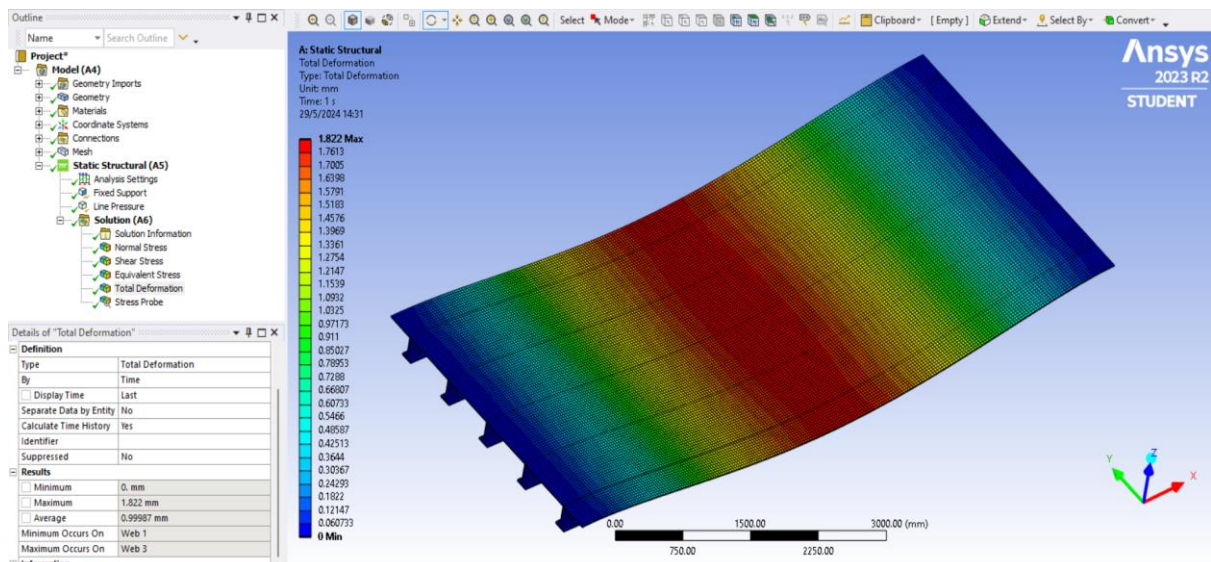 Outline
Name
Search Outline
Project*
Model (A4)
Geometry Imports
Geometry
Materials
Coordinate Systems
Connections
Mesh
Static Structural (A5)
Analysis Settings
Fixed Support
Line Pressure
Solution (A6)
Solution Information
Normal Stress
Shear Stress
Equivalent Stress
Total Deformation
Stress Probe
Details of "Total Deformation"
Definition
Type Total Deformation
By Time
Display Time Last
Separate Data by Entity No
Calculate Time History Yes
Identifier
Suppressed No
Results
Minimum 0. mm
Maximum 1.822 mm
Average 0.99987 mm
Minimum Occurs On Web 1
Maximum Occurs On Web 3
Information
Select Mode Clipboard [ Empty ] Extend Select By Convert
A: Static Structural
Total Deformation
Type: Total Deformation
Unit: mm
Time: 1 s
29/5/2024 14:31
1.822 Max
1.7613
1.7005
1.6398
1.5791
1.5183
1.4576
1.3969
1.3361
1.2754
1.2147
1.1539
1.0932
1.0325
0.97173
0.911
0.85027
0.78953
0.7288
0.66807
0.60733
0.5466
0.48587
0.42513
0.3644
0.30367
0.24293
0.1822
0.12147
0.060733
0 Min
Ansys
2023 R2
STUDENT
0.00 1500.00 3000.00 (mm)
750.00 2250.00
Y Z X